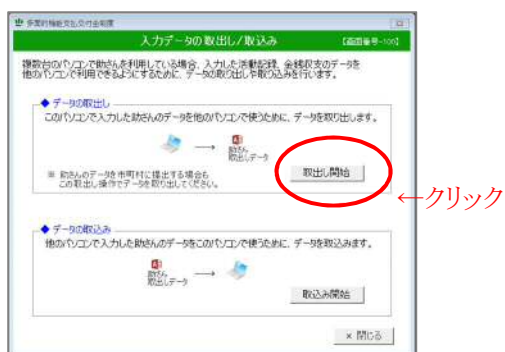 多面的機能支払交付金制度
入力データの取出し/取込み
【画面番号-100】
複数台のパソコンで助さんを利用している場合、入力した活動記録、金銭収支のデータを
他のパソコンで利用できるようにするために、データの取り出しや取り込みを行います。
◆ データの取出し
このパソコンで入力した助さんのデータを他のパソコンで使うために、データを取り出します。
→
助さん
取出しデータ
取出し開始
※ 助さんのデータを市町村に提出する場合も
この取出し操作でデータを取り出してください。
←クリック
◆ データの取込み
他のパソコンで入力した助さんのデータをこのパソコンで使うために、データを取込みます。
→
助さん
取出しデータ
取込み開始
× 閉じる